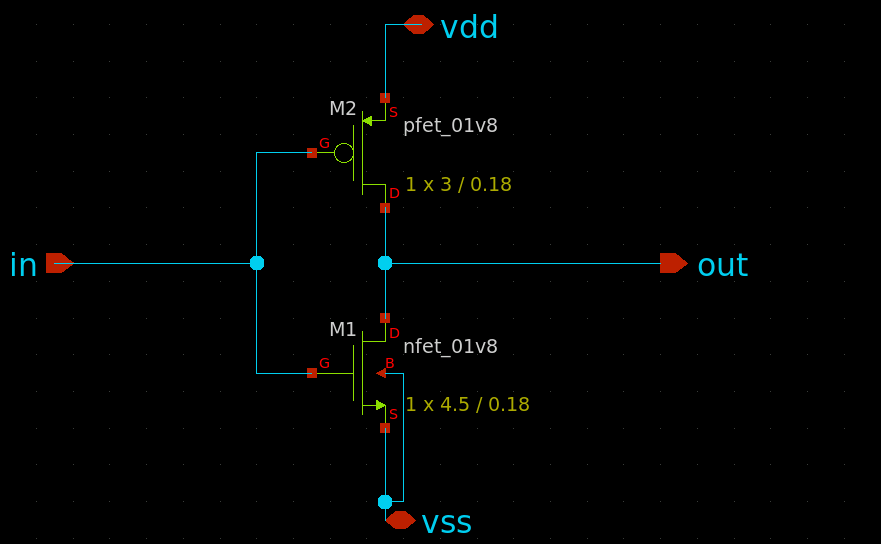 vdd
M2
S
pfet_01v8
G
1 x 3 / 0.18
D
in
out
M1
D
nfet_01v8
G
B
1 x 4.5 / 0.18
S
vss